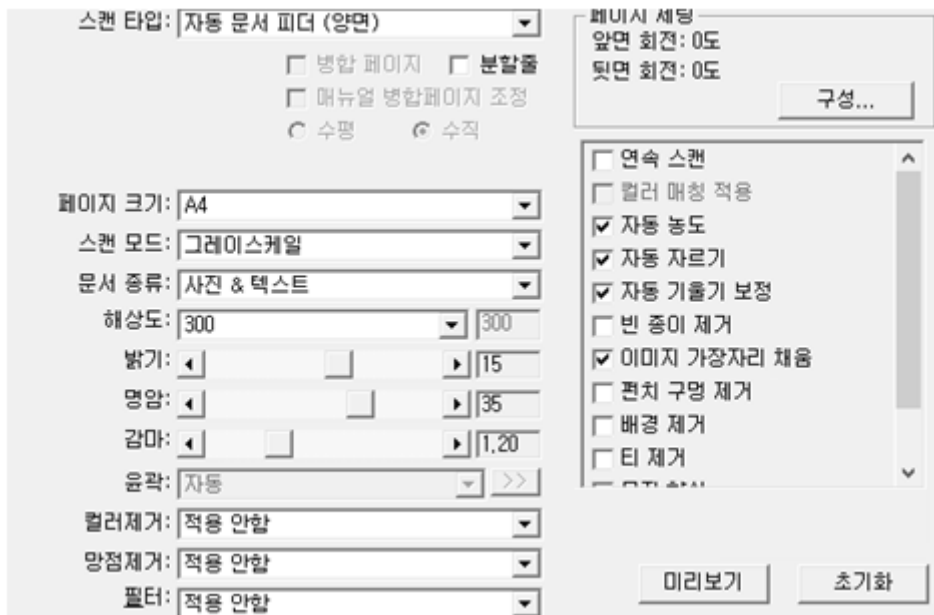 스캔 타입: 자동 문서 피더 (양면)
병합 페이지 분할줄
매뉴얼 병합페이지 조정
수평 수직
페이지 크기: A4
스캔 모드: 그레이스케일
문서 종류: 사진 & 텍스트
해상도: 300 300
밝기: 15
명암: 35
감마: 1,20
윤곽: 자동 >>
컬러제거: 적용 안함
망점제거: 적용 안함
필터: 적용 안함
페이지 세팅
앞면 회전: 0도
뒷면 회전: 0도
구성...
연속 스캔
컬러 매칭 적용
자동 농도
자동 자르기
자동 기울기 보정
빈 종이 제거
이미지 가장자리 채움
펀치 구멍 제거
배경 제거
티 제거
미리보기 초기화